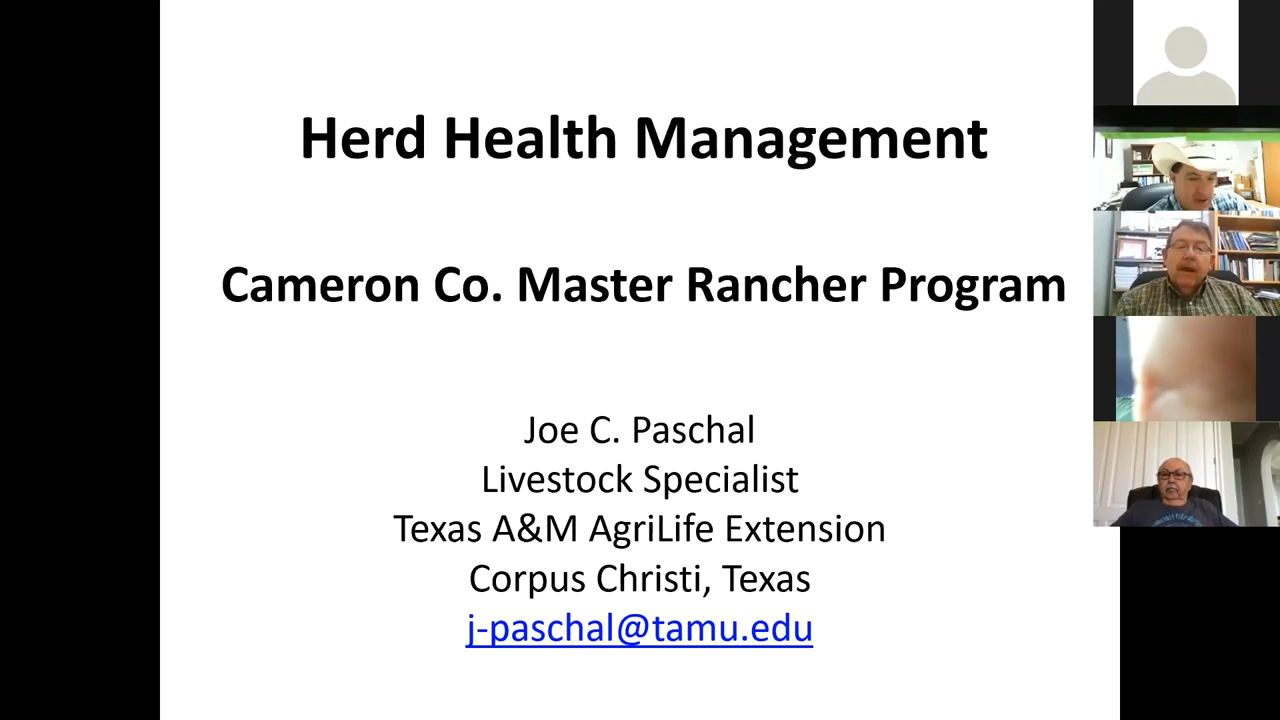 Herd Health Management
Cameron Co. Master Rancher Program
Joe C. Paschal
Livestock Specialist
Texas A&M AgriLife Extension
Corpus Christi, Texas
j-paschal@tamu.edu